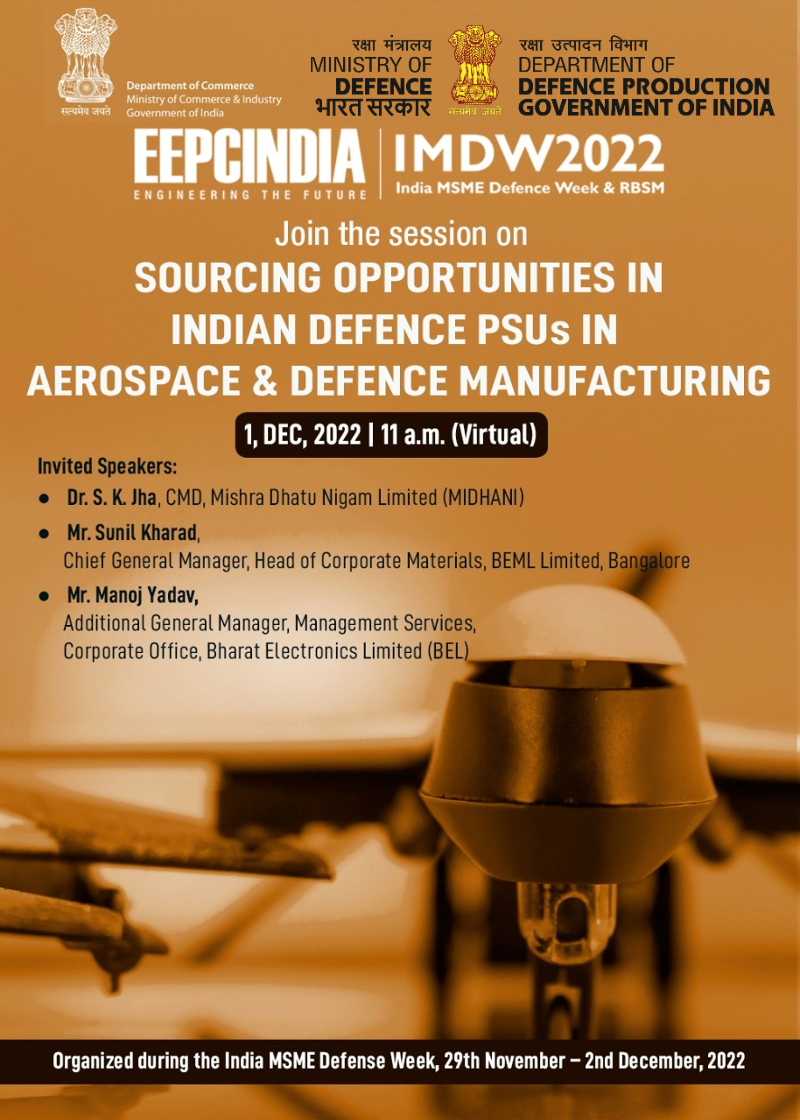 सत्यमेव जयते
Department of Commerce
Ministry of Commerce & Industry
Government of India
रक्षा मंत्रालय
MINISTRY OF
DEFENCE
भारत सरकार
सत्यमेव जयते
रक्षा उत्पादन विभाग
DEPARTMENT OF
DEFENCE PRODUCTION
GOVERNMENT OF INDIA
EEPCINDIA
ENGINEERING THE FUTURE
IMDW2022
India MSME Defence Week & RBSM
Join the session on
SOURCING OPPORTUNITIES IN
INDIAN DEFENCE PSUs IN
AEROSPACE & DEFENCE MANUFACTURING
1, DEC, 2022 | 11 a.m. (Virtual)
Invited Speakers:
● Dr. S. K. Jha, CMD, Mishra Dhatu Nigam Limited (MIDHANI)
● Mr. Sunil Kharad,
Chief General Manager, Head of Corporate Materials, BEML Limited, Bangalore
● Mr. Manoj Yadav,
Additional General Manager, Management Services,
Corporate Office, Bharat Electronics Limited (BEL)
Organized during the India MSME Defense Week, 29th November – 2nd December, 2022